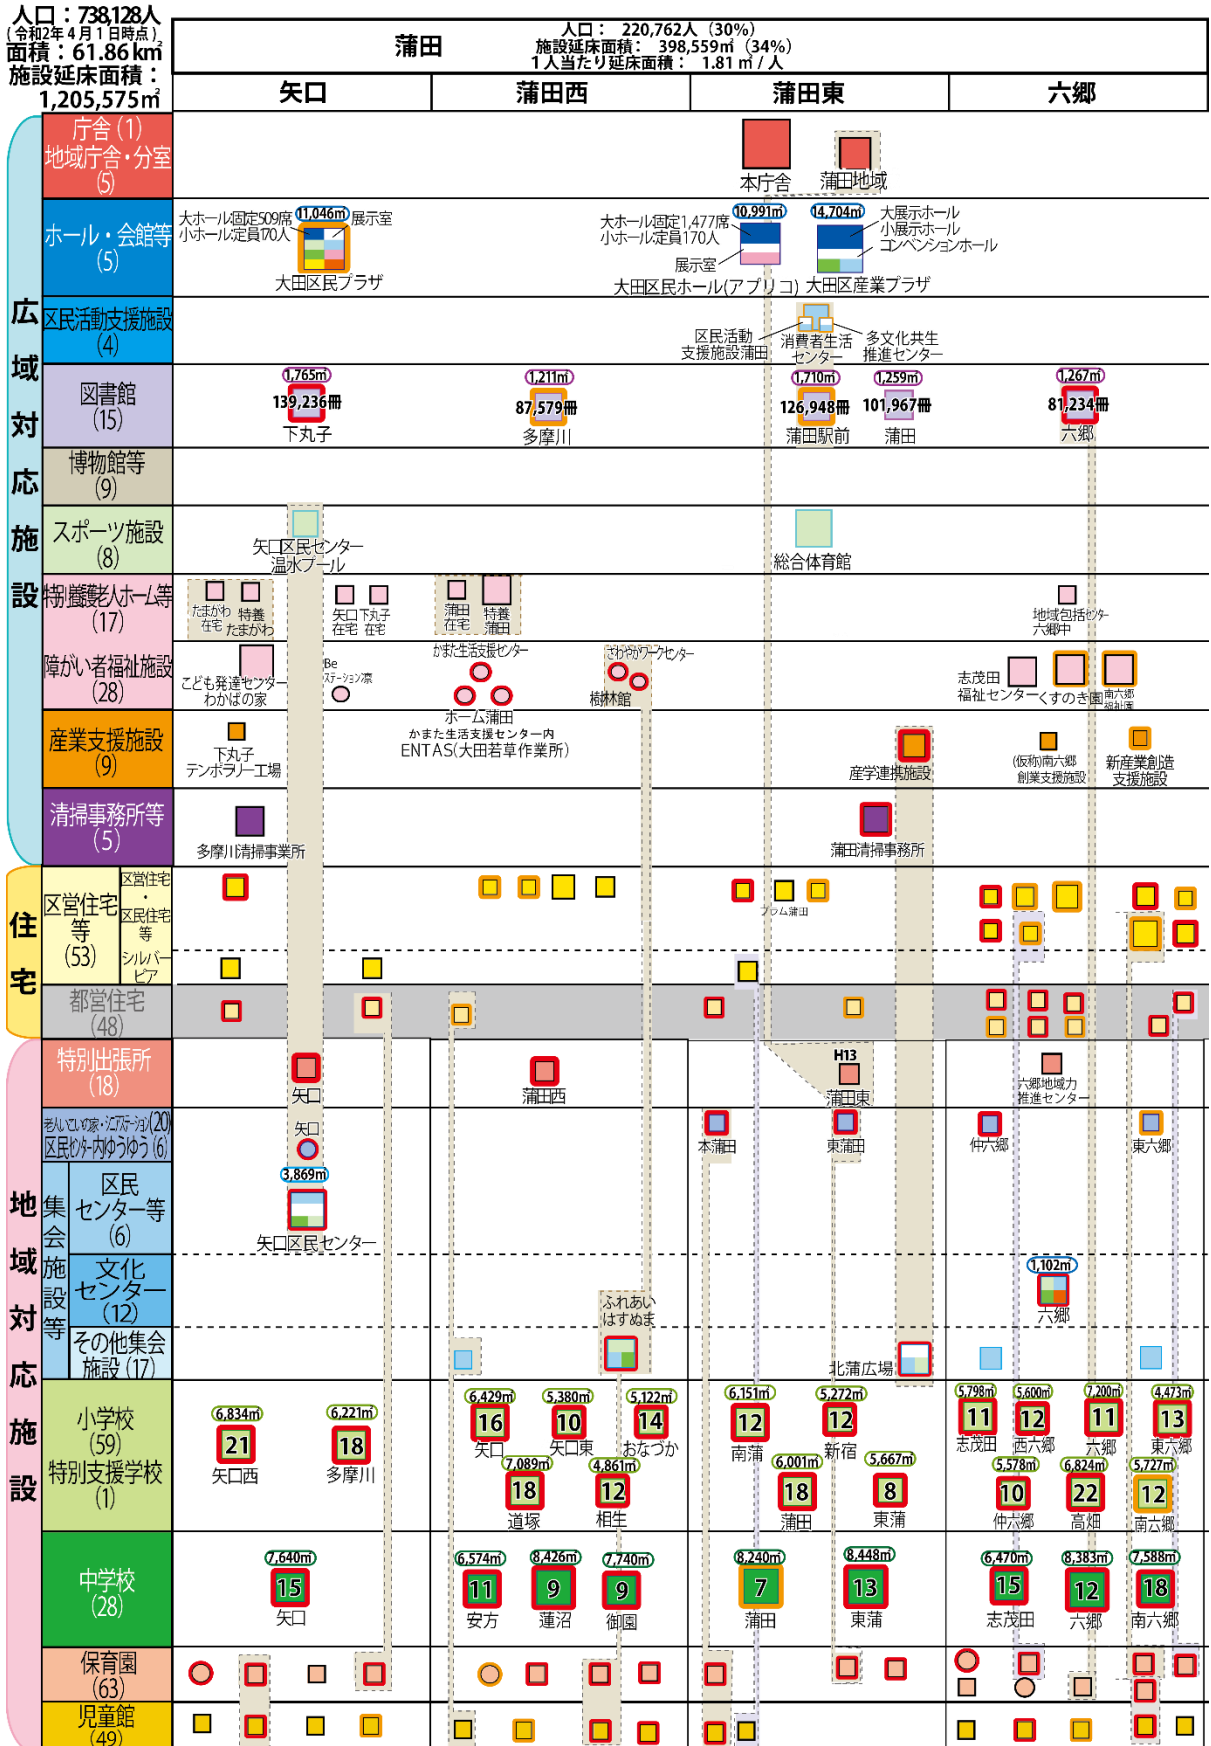 人口：738,128人
(令和2年4月1日時点)
面積：61.86km²
施設延床面積：
1,205,575㎡
蒲田
人口： 220,762人（30%）
施設延床面積： 398,559㎡（34%）
1人当たり延床面積： 1.81㎡/人
矢口
蒲田西
蒲田東
六郷
広域対応施設
庁舎(1)
地域庁舎・分室
(5)
本庁舎
蒲田地域
ホール・会館等
(5)
大ホール固定509席
小ホール定員170人
11,046㎡
展示室
大田区民プラザ
大ホール固定1,477席
小ホール定員170人
10,991㎡
展示室
大田区民ホール(アプリコ)
14,704㎡
大展示ホール
小展示ホール
コンベンションホール
大田区産業プラザ
区民活動支援施設
(4)
区民活動
支援施設蒲田
消費者生活
センター
多文化共生
推進センター
図書館
(15)
1,765㎡
139,236冊
下丸子
1,211㎡
87,579冊
多摩川
1,710㎡
126,948冊
蒲田駅前
1,259㎡
101,967冊
蒲田
1,267㎡
81,234冊
六郷
博物館等
(9)
スポーツ施設
(8)
矢口区民センター
温水プール
総合体育館
特別養護老人ホーム等
(17)
たまがわ
在宅
特養
たまがわ
矢口
在宅
下丸子
在宅
蒲田
在宅
特養
蒲田
地域包括センター
六郷中
障がい者福祉施設
(28)
こども発達センター
わかばの家
Be
ステーション凛
かまた生活支援センター
ホーム蒲田
かまた生活支援センター内
ENTAS(大田若草作業所)
さわやかワークセンター
樹林館
志茂田
福祉センター
くすのき園
南六郷
福祉園
産業支援施設
(9)
下丸子
テンポラリー工場
産学連携施設
(仮称)南六郷
創業支援施設
新産業創造
支援施設
清掃事務所等
(5)
多摩川清掃事業所
蒲田清掃事務所
住宅
区営住宅
等
(53)
区営住宅
・
区民住宅
等
シルバー
ピア
プラム蒲田
都営住宅
(48)
地域対応施設
特別出張所
(18)
矢口
蒲田西
H13
蒲田東
六郷地域力
推進センター
老人いこいの家・シニアステーション(20)
区民センター内ゆうゆう(6)
矢口
本蒲田
東蒲田
仲六郷
東六郷
集会施設等
区民
センター等
(6)
3,869㎡
矢口区民センター
文化
センター
(12)
1,102㎡
六郷
その他集会
施設(17)
ふれあい
はすぬま
北蒲広場
小学校
(59)
特別支援学校
(1)
6,834㎡
21
矢口西
6,221㎡
18
多摩川
6,429㎡
16
矢口
5,380㎡
10
矢口東
5,122㎡
14
おなづか
7,089㎡
18
道塚
4,861㎡
12
相生
6,151㎡
12
南蒲
5,272㎡
12
新宿
6,001㎡
18
蒲田
5,667㎡
8
東蒲
5,798㎡
11
志茂田
5,600㎡
12
西六郷
7,200㎡
11
六郷
4,473㎡
13
東六郷
5,578㎡
10
仲六郷
6,824㎡
22
高畑
5,727㎡
12
南六郷
中学校
(28)
7,640㎡
15
矢口
6,574㎡
11
安方
8,426㎡
9
蓮沼
7,740㎡
9
御園
8,240㎡
7
蒲田
8,448㎡
13
東蒲
6,470㎡
15
志茂田
8,383㎡
12
六郷
7,588㎡
18
南六郷
保育園
(63)
児童館
(49)